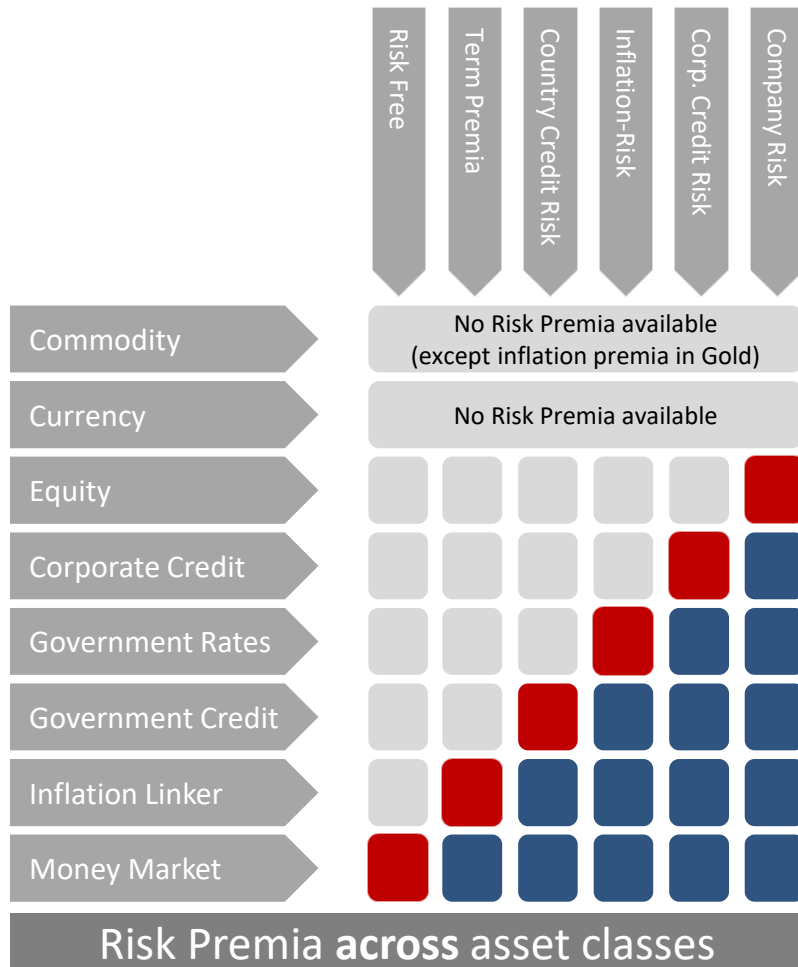 Risk Free
Term Premia
Country Credit Risk
Inflation-Risk
Corp. Credit Risk
Company Risk
Commodity
No Risk Premia available
(except inflation premia in Gold)
Currency
No Risk Premia available
Equity
Corporate Credit
Government Rates
Government Credit
Inflation Linker
Money Market
Risk Premia across asset classes